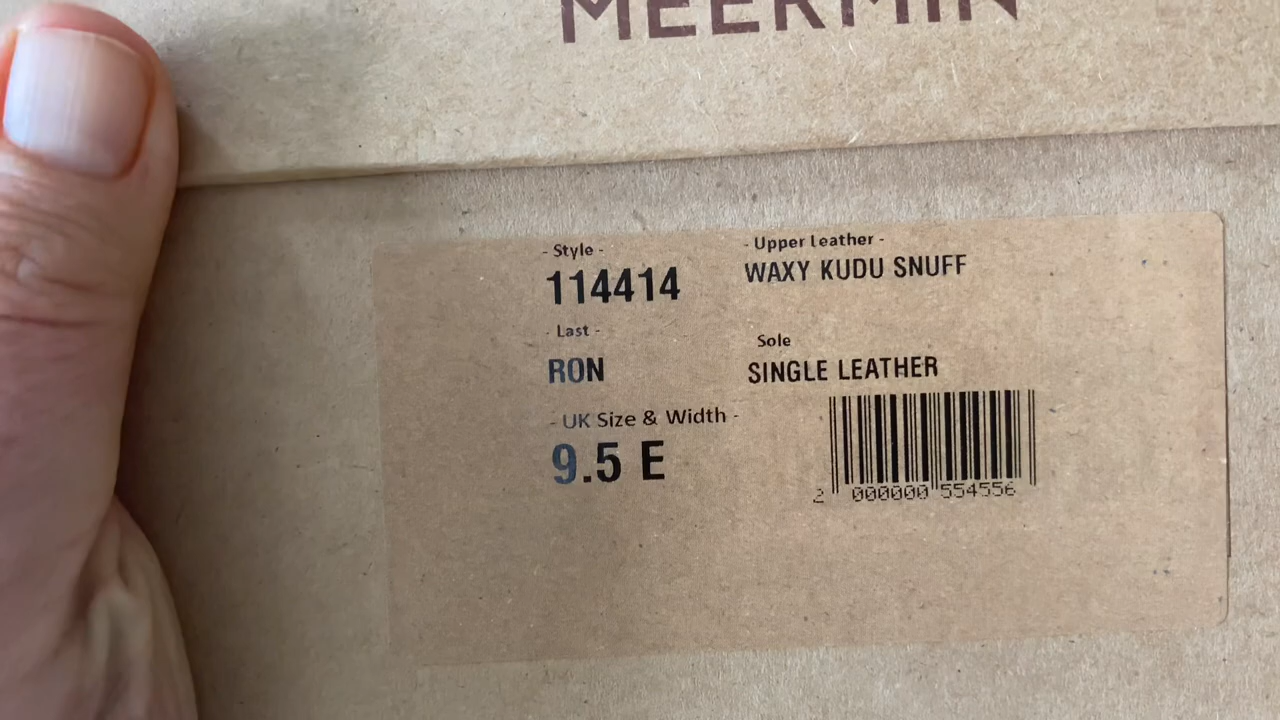 MEERMIN
- Style -
114414
- Upper Leather -
WAXY KUDU SNUFF
- Last -
RON
Sole
SINGLE LEATHER
- UK Size & Width -
9.5 E
2 000000 554556